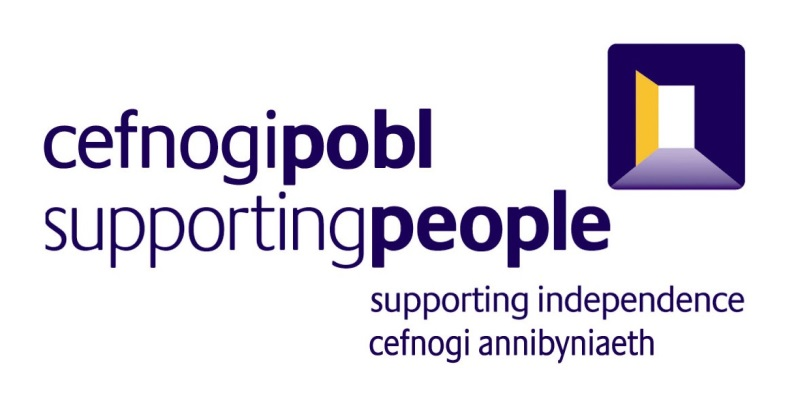 cefnogipobl
supportingpeople
supporting independence
cefnogi annibyniaeth